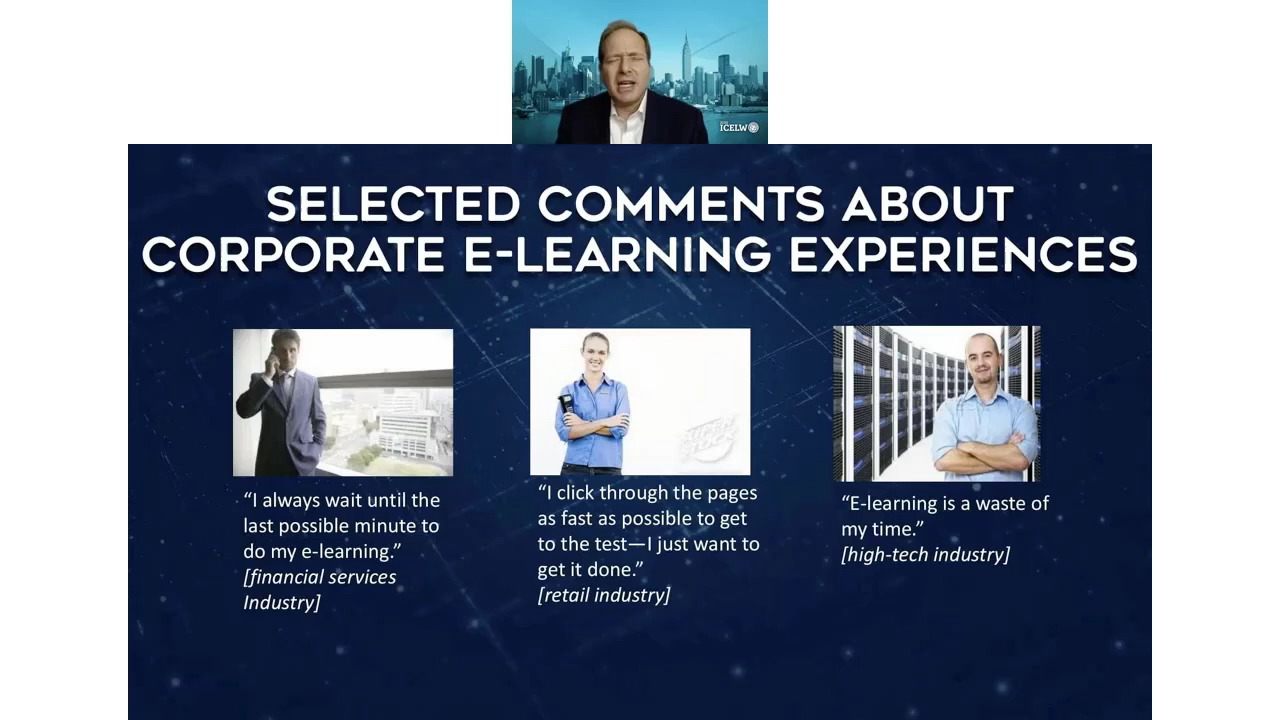 ICELW
SELECTED COMMENTS ABOUT
CORPORATE E-LEARNING EXPERIENCES
“I always wait until the
last possible minute to
do my e-learning.”
[financial services
Industry]
“I click through the pages
as fast as possible to get
to the test—I just want to
get it done.”
[retail industry]
“E-learning is a waste of
my time.”
[high-tech industry]